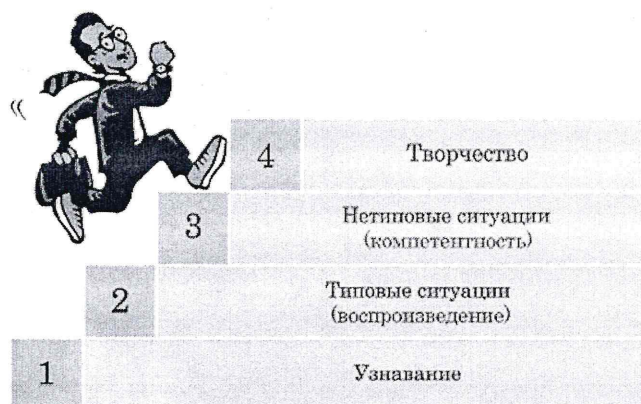 4 Творчество
3 Нетиповые ситуации
(компетентность)
2 Типовые ситуации
(воспроизведение)
1 Узнавание